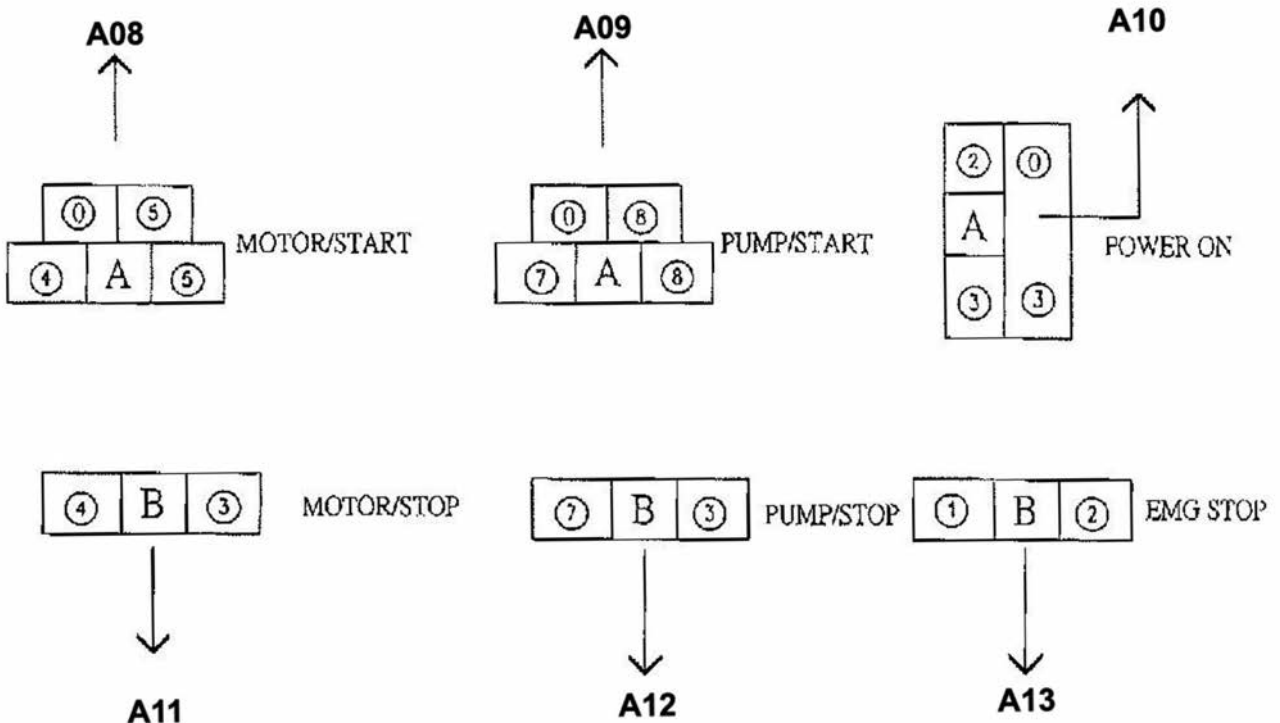 A08
A09
A10
⓪ ⑤
④ A ⑤
MOTOR/START
⓪ ⑧
⑦ A ⑧
PUMP/START
② ⓪
A
③ ③
POWER ON
④ B ③
MOTOR/STOP
⑦ B ③
PUMP/STOP
① B ②
EMG STOP
A11
A12
A13